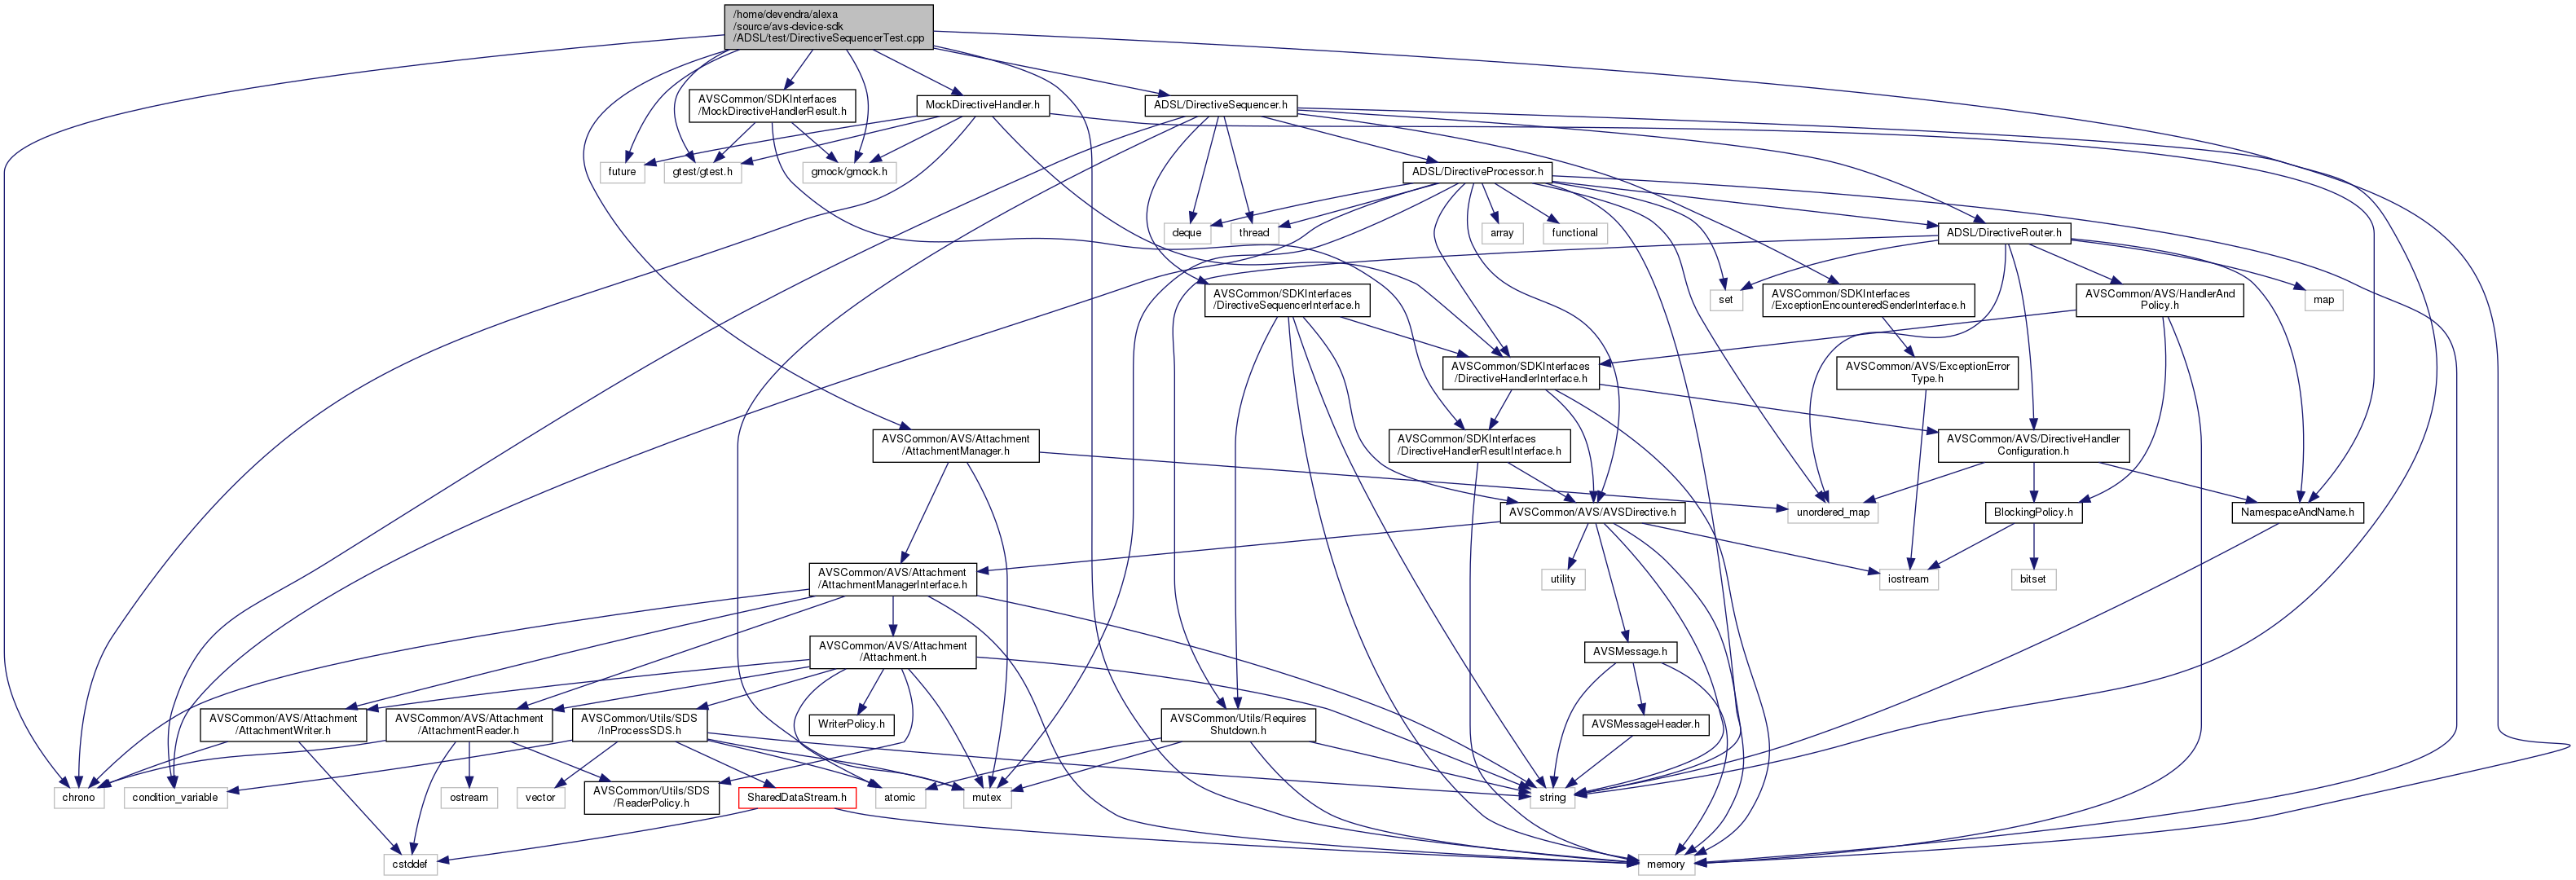 /home/devendra/alexa
/source/avs-device-sdk
/ADSL/test/DirectiveSequencerTest.cpp
AVSCommon/SDKInterfaces
/MockDirectiveHandlerResult.h
MockDirectiveHandler.h
ADSL/DirectiveSequencer.h
future
gtest/gtest.h
gmock/gmock.h
ADSL/DirectiveProcessor.h
deque
thread
array
functional
ADSL/DirectiveRouter.h
AVSCommon/SDKInterfaces
/DirectiveSequencerInterface.h
set
AVSCommon/SDKInterfaces
/ExceptionEncounteredSenderInterface.h
AVSCommon/AVS/HandlerAnd
Policy.h
map
AVSCommon/SDKInterfaces
/DirectiveHandlerInterface.h
AVSCommon/AVS/ExceptionError
Type.h
AVSCommon/AVS/Attachment
/AttachmentManager.h
AVSCommon/SDKInterfaces
/DirectiveHandlerResultInterface.h
AVSCommon/AVS/DirectiveHandler
Configuration.h
AVSCommon/AVS/AVSDirective.h
unordered_map
BlockingPolicy.h
NamespaceAndName.h
AVSCommon/AVS/Attachment
/AttachmentManagerInterface.h
utility
iostream
bitset
AVSCommon/AVS/Attachment
/Attachment.h
AVSMessage.h
AVSCommon/AVS/Attachment
/AttachmentWriter.h
AVSCommon/AVS/Attachment
/AttachmentReader.h
AVSCommon/Utils/SDS
/InProcessSDS.h
WriterPolicy.h
AVSCommon/Utils/Requires
Shutdown.h
AVSMessageHeader.h
chrono
condition_variable
ostream
vector
AVSCommon/Utils/SDS
/ReaderPolicy.h
SharedDataStream.h
atomic
mutex
string
cstddef
memory